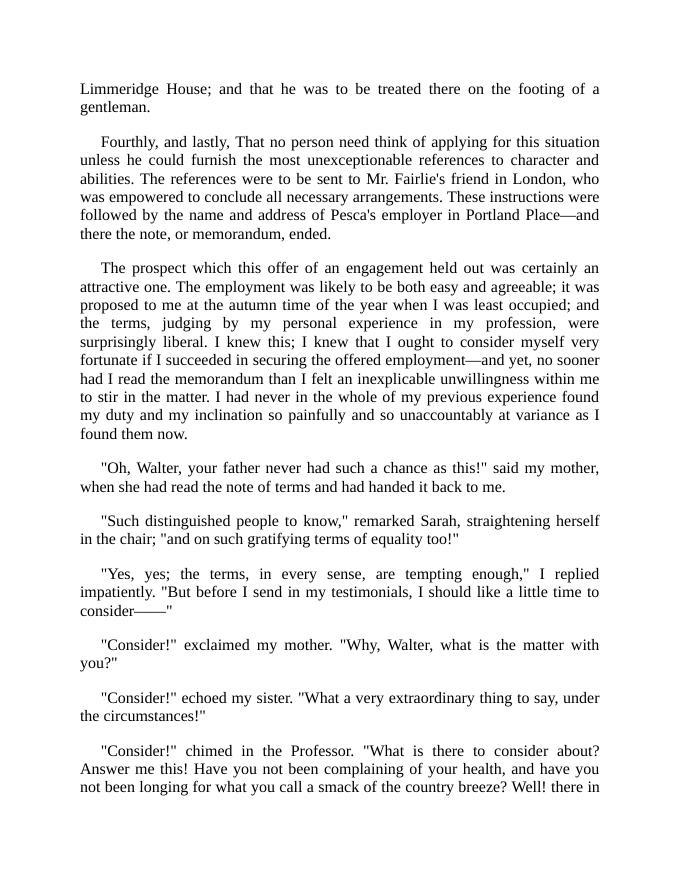 Limmeridge House; and that he was to be treated there on the footing of a
gentleman.
Fourthly, and lastly, That no person need think of applying for this situation
unless he could furnish the most unexceptionable references to character and
abilities. The references were to be sent to Mr. Fairlie's friend in London, who
was empowered to conclude all necessary arrangements. These instructions were
followed by the name and address of Pesca's employer in Portland Place—and
there the note, or memorandum, ended.
The prospect which this offer of an engagement held out was certainly an
attractive one. The employment was likely to be both easy and agreeable; it was
proposed to me at the autumn time of the year when I was least occupied; and
the terms, judging by my personal experience in my profession, were
surprisingly liberal. I knew this; I knew that I ought to consider myself very
fortunate if I succeeded in securing the offered employment—and yet, no sooner
had I read the memorandum than I felt an inexplicable unwillingness within me
to stir in the matter. I had never in the whole of my previous experience found
my duty and my inclination so painfully and so unaccountably at variance as I
found them now.
"Oh, Walter, your father never had such a chance as this!" said my mother,
when she had read the note of terms and had handed it back to me.
"Such distinguished people to know," remarked Sarah, straightening herself
in the chair; "and on such gratifying terms of equality too!"
"Yes, yes; the terms, in every sense, are tempting enough," I replied
impatiently. "But before I send in my testimonials, I should like a little time to
consider——"
"Consider!" exclaimed my mother. "Why, Walter, what is the matter with
you?"
"Consider!" echoed my sister. "What a very extraordinary thing to say, under
the circumstances!"
"Consider!" chimed in the Professor. "What is there to consider about?
Answer me this! Have you not been complaining of your health, and have you
not been longing for what you call a smack of the country breeze? Well! there in